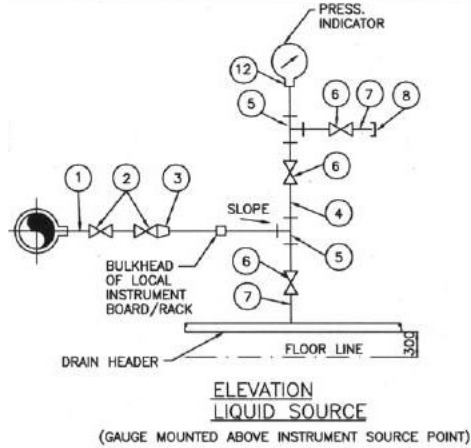 PRESS.
INDICATOR
12
5
6
7
8
6
1
2
3
SLOPE
4
BULKHEAD
OF LOCAL
INSTRUMENT
BOARD/RACK
6
5
7
DRAIN HEADER
FLOOR LINE
300
ELEVATION
LIQUID SOURCE
(GAUGE MOUNTED ABOVE INSTRUMENT SOURCE POINT)